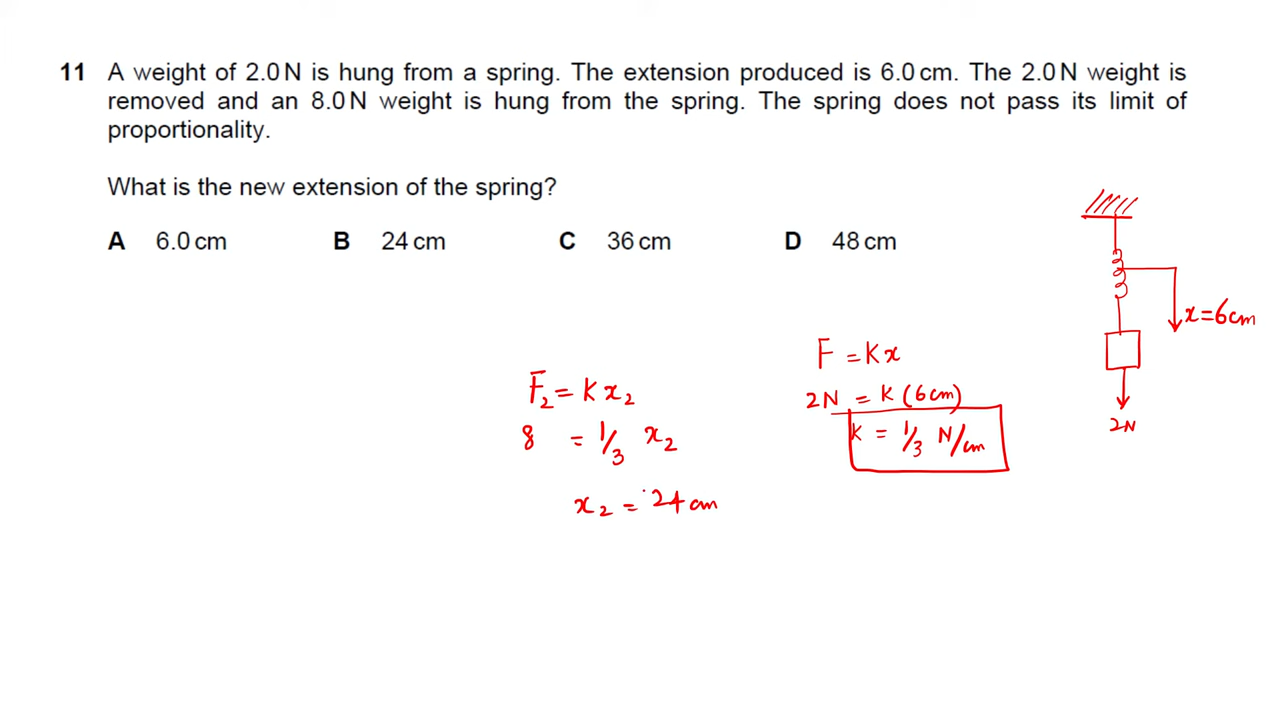 11 A weight of 2.0 N is hung from a spring. The extension produced is 6.0 cm. The 2.0 N weight is
removed and an 8.0 N weight is hung from the spring. The spring does not pass its limit of
proportionality.
What is the new extension of the spring?
A 6.0 cm B 24 cm C 36 cm D 48 cm
x = 6cm
2N
F = Kx
2N = K (6cm)
K = 1/3 N/cm
F₂ = K x₂
8 = 1/3 x₂
x₂ = 24 cm